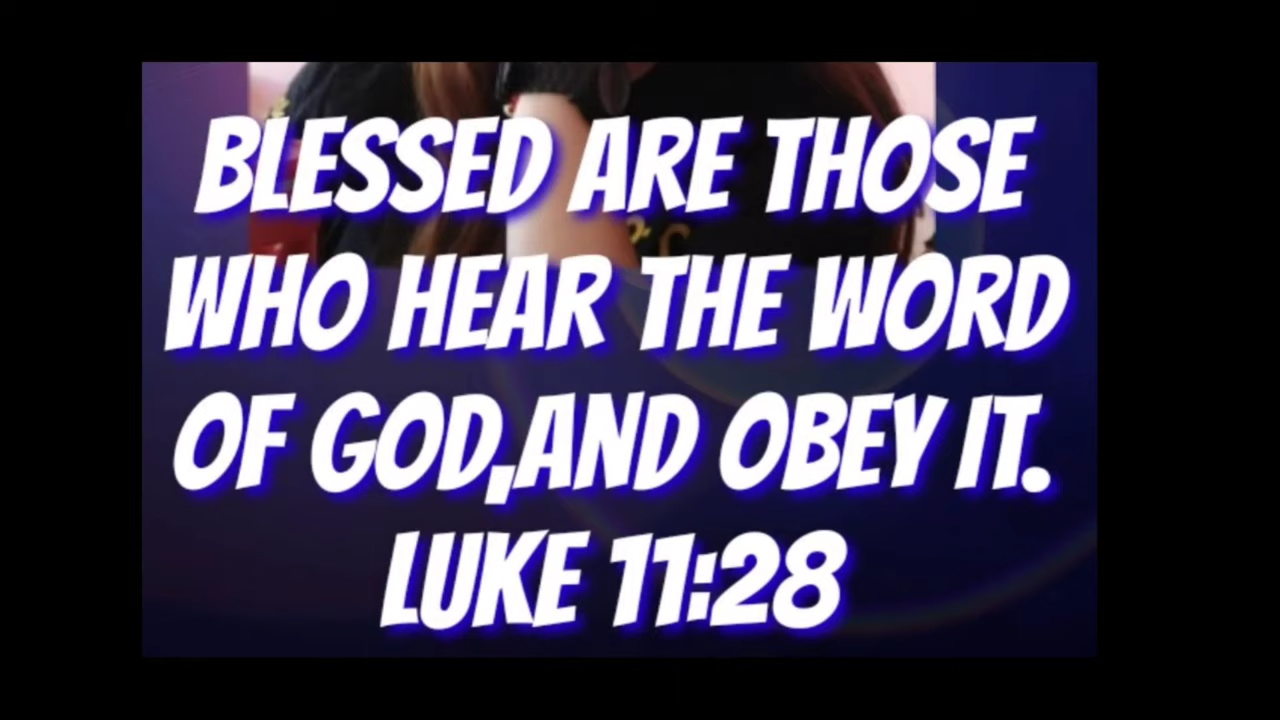 BLESSED ARE THOSE
WHO HEAR THE WORD
OF GOD,AND OBEY IT.
LUKE 11:28